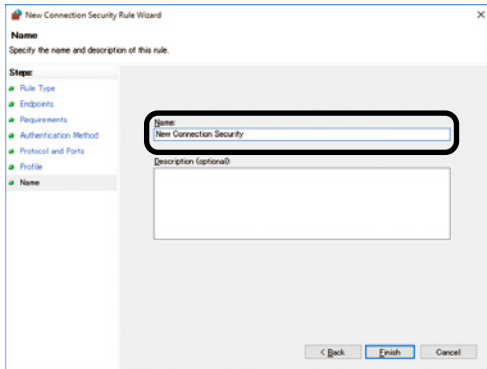 New Connection Security Rule Wizard
Name
Specify the name and description of this rule.
Steps:
Rule Type
Endpoints
Requirements
Authentication Method
Protocol and Ports
Profile
Name
Name:
New Connection Security
Description (optional):
< Back
Finish
Cancel